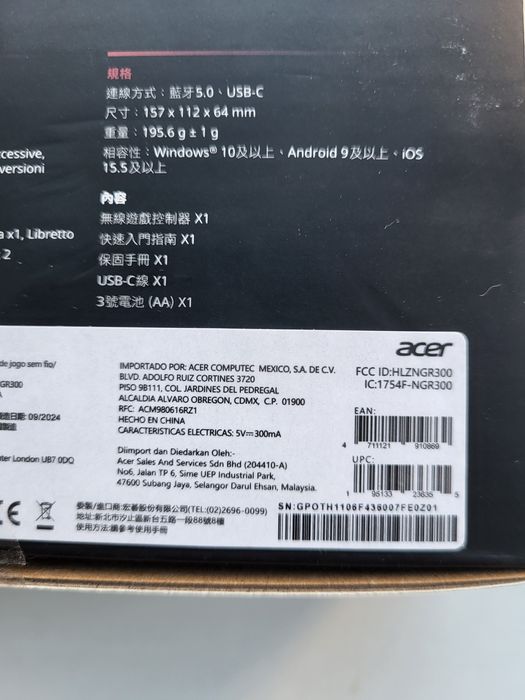 規格
連線方式：藍牙5.0、USB-C
尺寸：157 x 112 x 64 mm
重量：195.6 g ± 1 g
相容性：Windows® 10及以上、Android 9及以上、iOS
15.5及以上
內容
無線遊戲控制器 X1
快速入門指南 X1
保固手冊 X1
USB-C線 X1
3號電池 (AA) X1
ccessive,
versioni
a x1, Libretto
2
acer
FCC ID:HLZNGR300
IC:1754F-NGR300
EAN:
4 711121 910869
UPC:
1 95133 23635 5
SN:GPOTH1106F436007FE0Z01
de jogo sem fio/
GR300
日期: 09/2024
ter London UB7 0DQ
CE
IMPORTADO POR: ACER COMPUTEC MEXICO, S.A. DE C.V.
BLVD. ADOLFO RUIZ CORTINES 3720
PISO 9B111, COL. JARDINES DEL PEDREGAL
ALCALDIA ALVARO OBREGON, CDMX, C.P. 01900
RFC: ACM980616RZ1
HECHO EN CHINA
CARACTERISTICAS ELECTRICAS: 5V⎓300mA
Diimport dan Diedarkan Oleh:-
Acer Sales And Services Sdn Bhd (204410-A)
No6, Jalan TP 6, Sime UEP Industrial Park,
47600 Subang Jaya, Selangor Darul Ehsan, Malaysia.
委製/進口商:宏碁股份有限公司(TEL:(02)2696-0099)
地址:新北市汐止區新台五路一段88號8樓
使用方法:請參考使用手冊